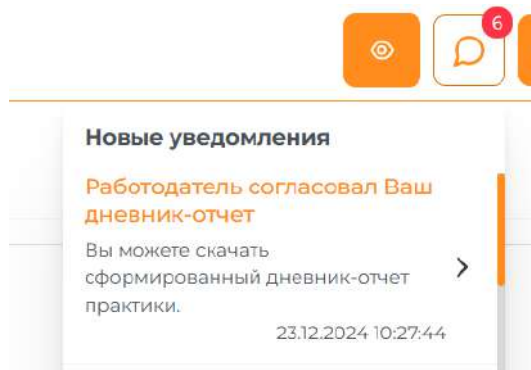 6
Новые уведомления
Работодатель согласовал Ваш
дневник-отчет
Вы можете скачать
сформированный дневник-отчет
практики.
23.12.2024 10:27:44